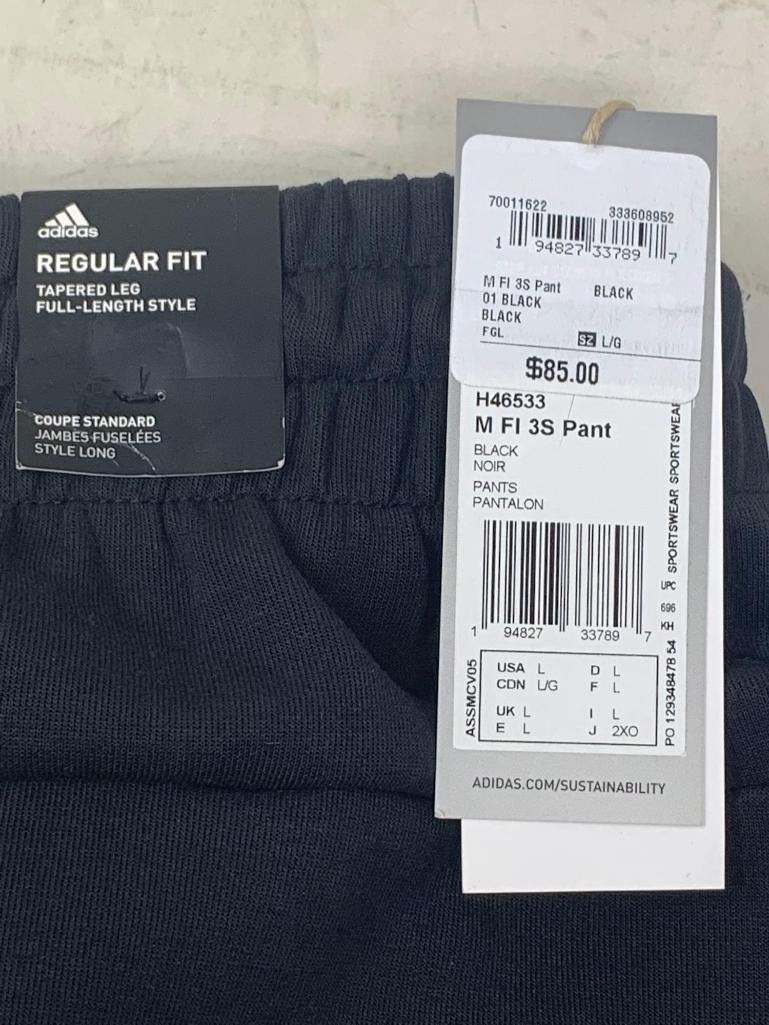 adidas
REGULAR FIT
TAPERED LEG
FULL-LENGTH STYLE
COUPE STANDARD
JAMBES FUSELÉES
STYLE LONG
70011622 333608952
1 94827 33789 7
M FI 3S Pant BLACK
01 BLACK
BLACK
FGL SZ L/G
$85.00
H46533
M FI 3S Pant
BLACK
NOIR
PANTS
PANTALON
1 94827 33789 7
USA L D L
CDN L/G F L
UK L I L
E L J 2XO
ASSMCV05
UPC
696
KH
PO 129348478 54 SPORTSWEAR SPORTSWEAR
ADIDAS.COM/SUSTAINABILITY